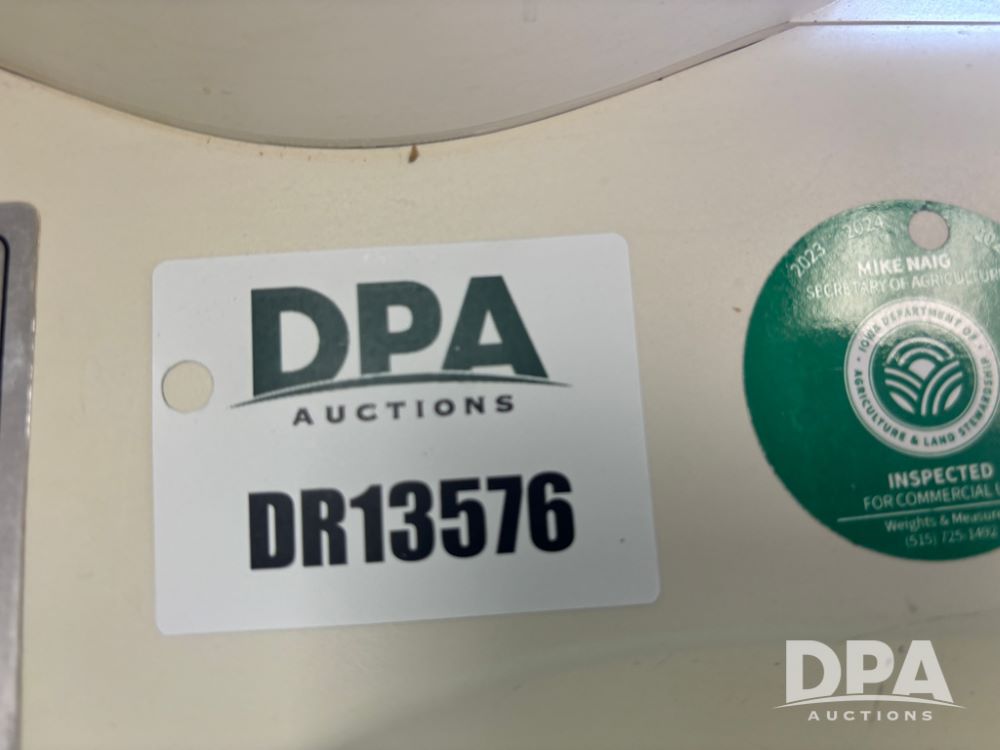 DPA
AUCTIONS
DR13576
2023 2024
MIKE NAIG
SECRETARY OF AGRICULTURE
IOWA DEPARTMENT OF
AGRICULTURE & LAND STEWARDSHIP
INSPECTED
FOR COMMERCIAL
Weights & Measure
(515) 725-1492
DPA
AUCTIONS